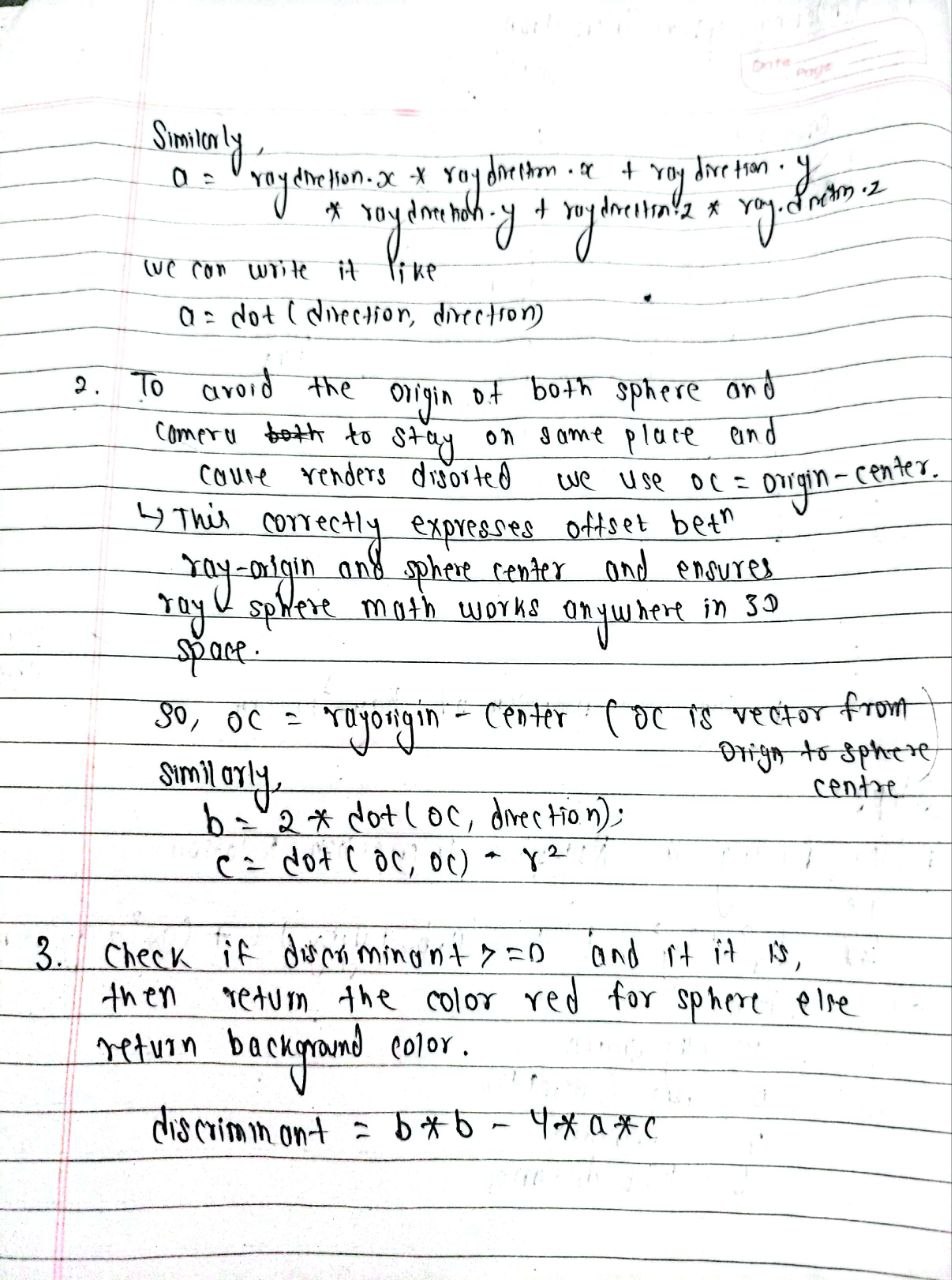 Date
Page
Similarly,
a = raydirection.x * raydirection.x + raydirection.y
* raydirection.y + raydirection.z * ray.direction.z
we can write it like
a = dot (direction, direction)
2. To avoid the origin of both sphere and
camera both to stay on same place and
cause renders disorted we use oc = origin-center.
↳ This correctly expresses offset betn
ray-origin and sphere center and ensures
ray sphere math works anywhere in 3D
space.
so, oc = rayorigin - center (oc is vector from
orign to sphere
centre)
similarly,
b = 2 * dot(oc, direction);
c = dot (oc, oc) - r²
3. Check if discriminant >=0 and if it is,
then return the color red for sphere else
return background color.
discriminant = b*b - 4*a*c